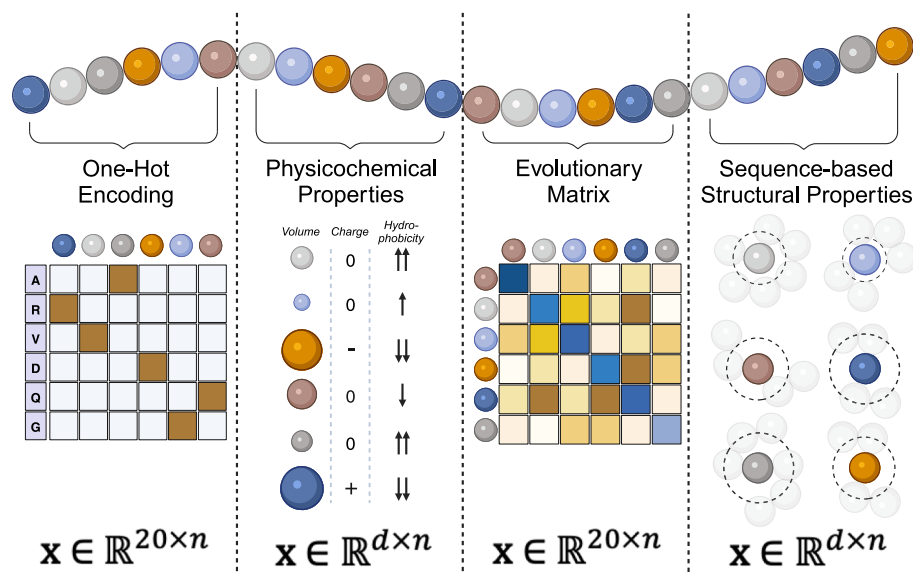 One-Hot
Encoding
Physicochemical
Properties
Evolutionary
Matrix
Sequence-based
Structural Properties
Volume Charge Hydro-
phobicity
A
R
V
D
Q
G
0 ↑↑
0 ↑
- ↓↓
0 ↓
0 ↑↑
+ ↓↓
x ∈ ℝ^{20×n}
x ∈ ℝ^{d×n}
x ∈ ℝ^{20×n}
x ∈ ℝ^{d×n}